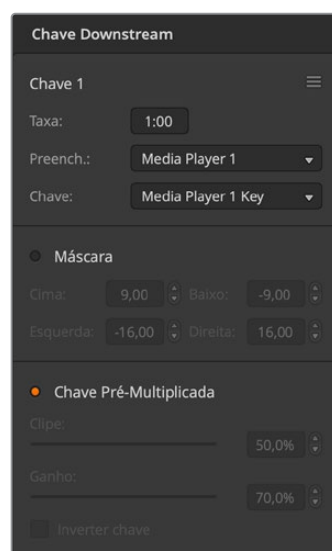 Chave Downstream
Chave 1
Taxa: 1:00
Preench.: Media Player 1
Chave: Media Player 1 Key
Máscara
Cima: 9,00 Baixo: -9,00
Esquerda: -16,00 Direita: 16,00
Chave Pré-Multiplicada
Clipe:
50,0%
Ganho:
70,0%
Inverter chave